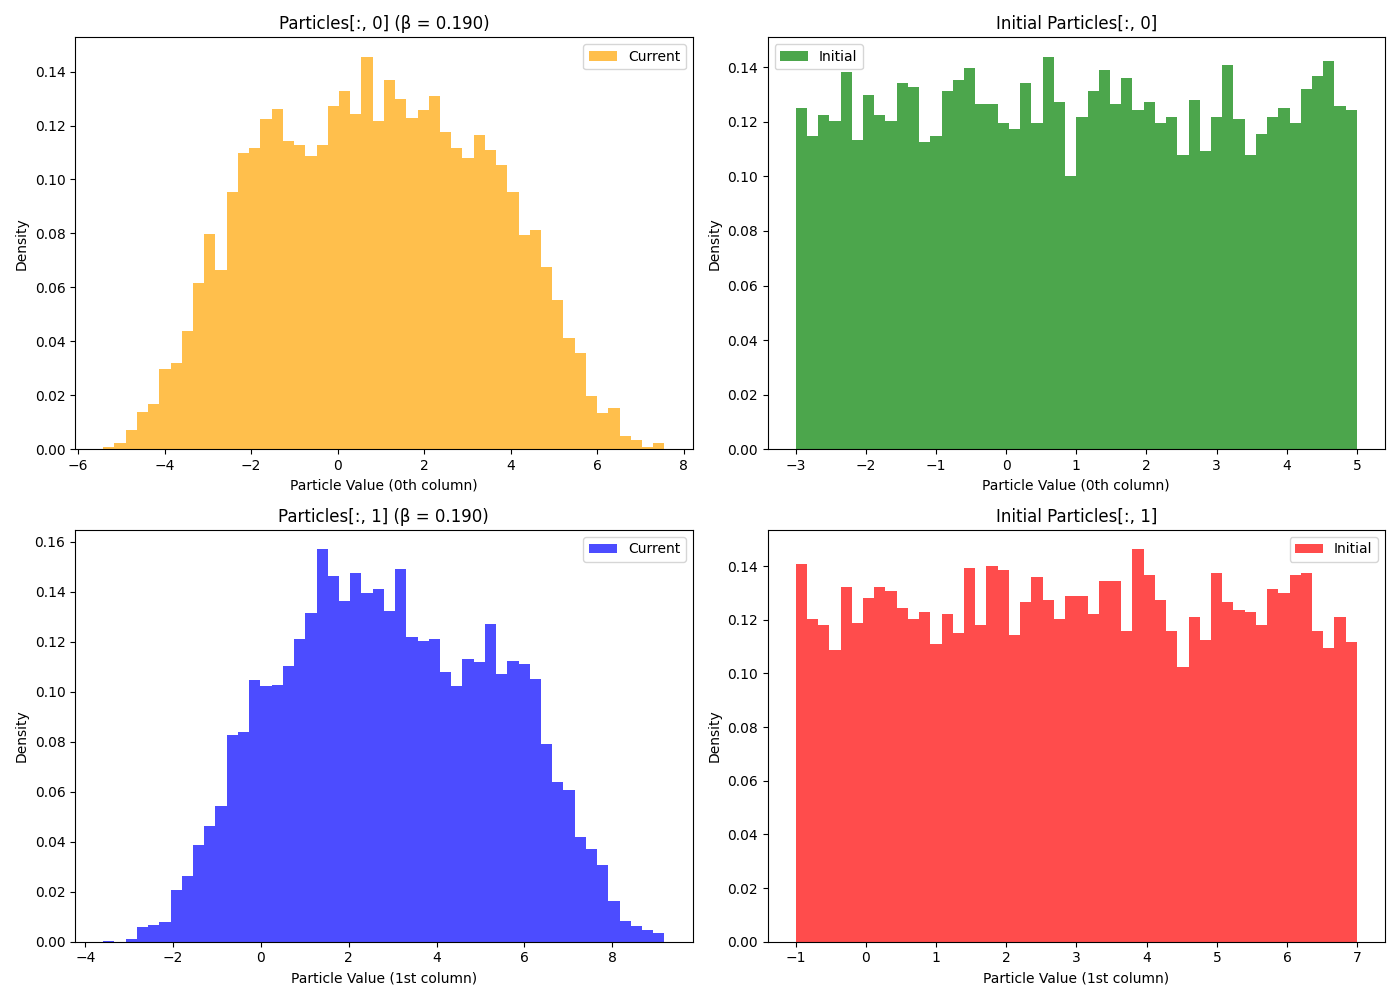 Particles[:, 0] (β = 0.190)
Current
Density
0.14
0.12
0.10
0.08
0.06
0.04
0.02
0.00
−6 −4 −2 0 2 4 6 8
Particle Value (0th column)
Initial Particles[:, 0]
Initial
Density
0.14
0.12
0.10
0.08
0.06
0.04
0.02
0.00
−3 −2 −1 0 1 2 3 4 5
Particle Value (0th column)
Particles[:, 1] (β = 0.190)
Current
Density
0.16
0.14
0.12
0.10
0.08
0.06
0.04
0.02
0.00
−4 −2 0 2 4 6 8
Particle Value (1st column)
Initial Particles[:, 1]
Initial
Density
0.14
0.12
0.10
0.08
0.06
0.04
0.02
0.00
−1 0 1 2 3 4 5 6 7
Particle Value (1st column)